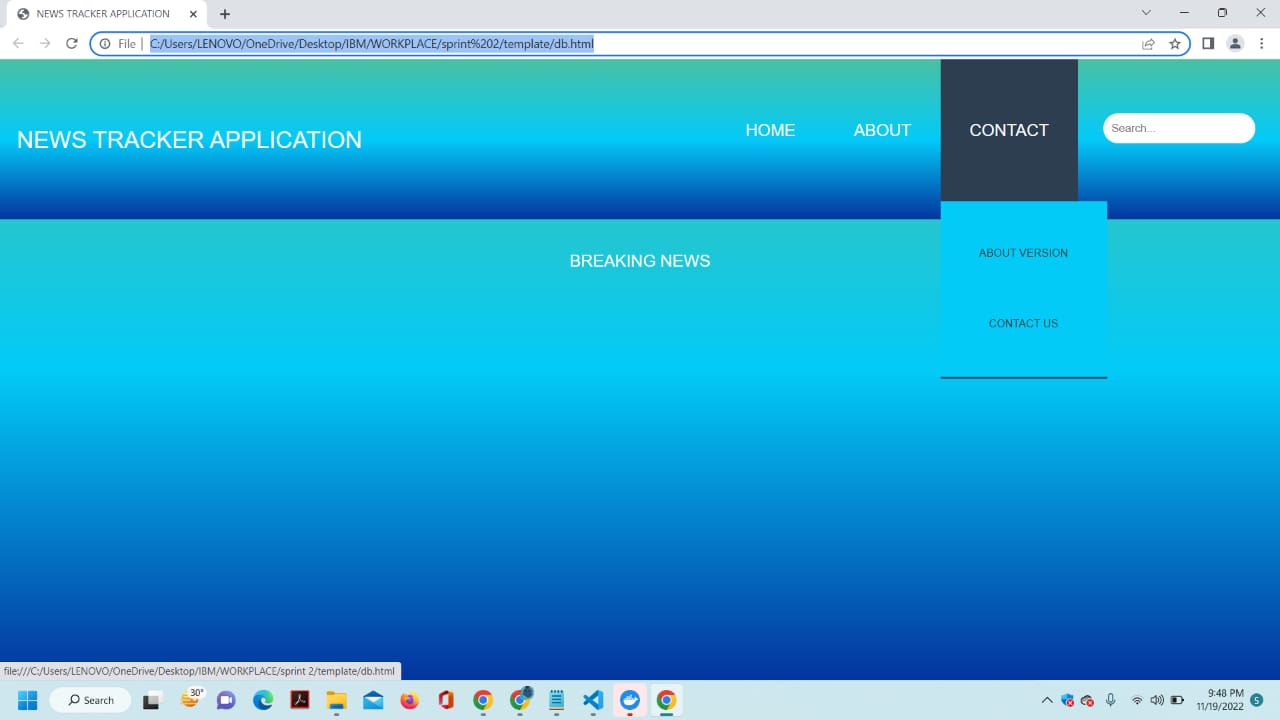 NEWS TRACKER APPLICATION
File | C:/Users/LENOVO/OneDrive/Desktop/IBM/WORKPLACE/sprint%202/template/db.html
NEWS TRACKER APPLICATION
HOME
ABOUT
CONTACT
Search...
ABOUT VERSION
BREAKING NEWS
CONTACT US
file:///C:/Users/LENOVO/OneDrive/Desktop/IBM/WORKPLACE/sprint 2/template/db.html
30°
Search
9:48 PM
11/19/2022
5